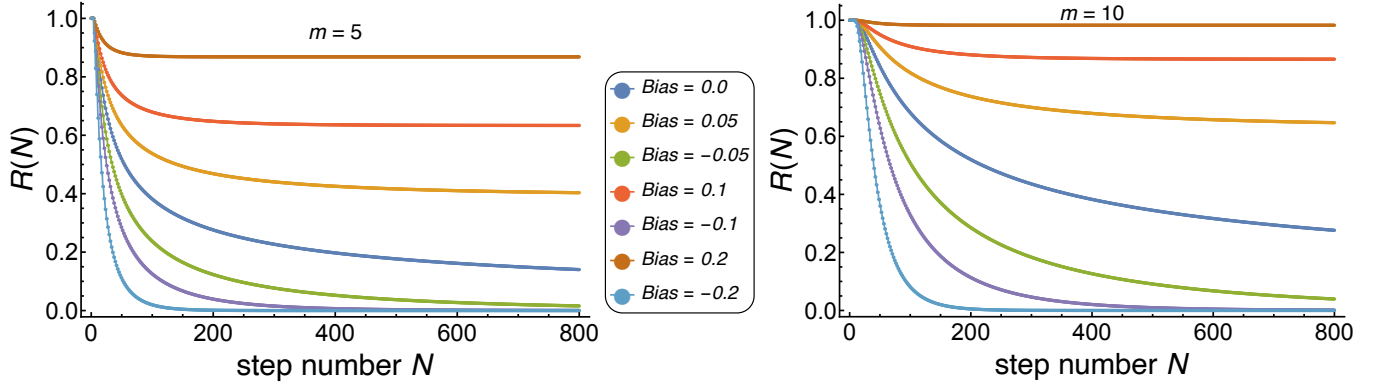 m = 5
R(N)
1.0
0.8
0.6
0.4
0.2
0.0
0 200 400 600 800
step number N
Bias = 0.0
Bias = 0.05
Bias = −0.05
Bias = 0.1
Bias = −0.1
Bias = 0.2
Bias = −0.2
m = 10
R(N)
1.0
0.8
0.6
0.4
0.2
0.0
0 200 400 600 800
step number N